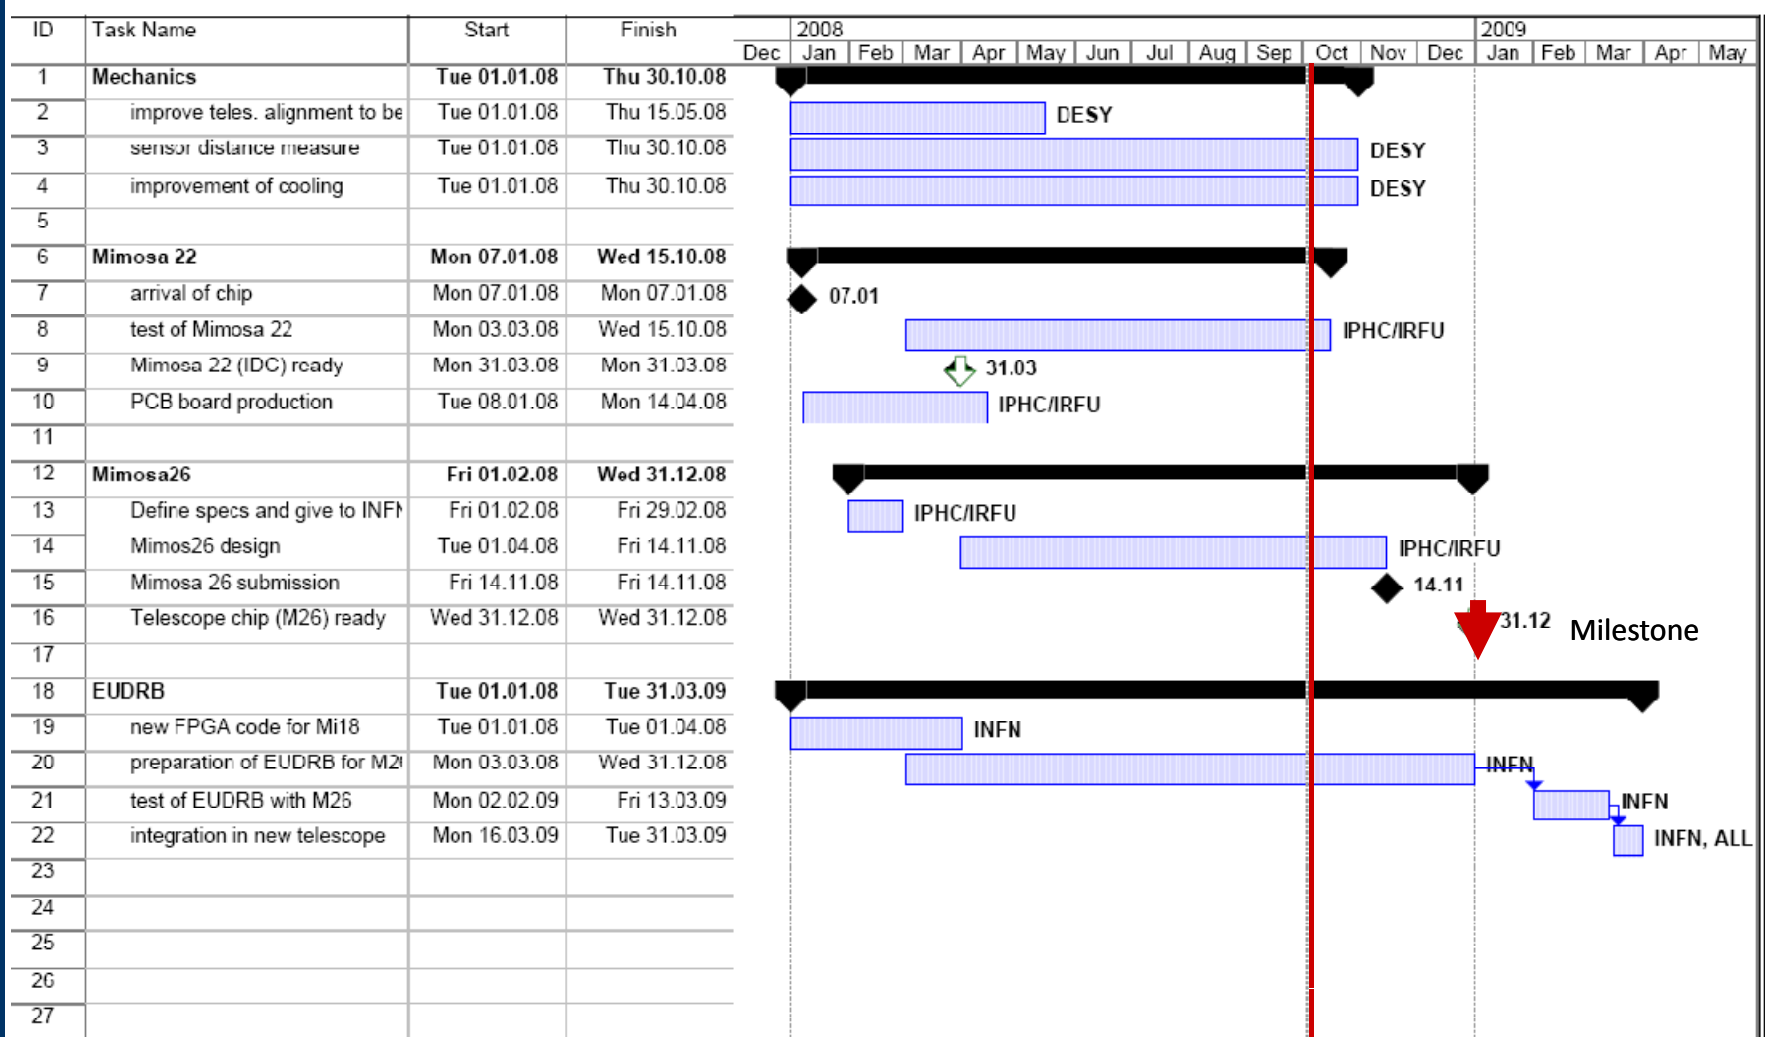 ID Task Name Start Finish 2008 2009
Dec Jan Feb Mar Apr May Jun Jul Aug Sep Oct Nov Dec Jan Feb Mar Apr May
1 Mechanics Tue 01.01.08 Thu 30.10.08
2 improve teles. alignment to be Tue 01.01.08 Thu 15.05.08 DESY
3 sensor distance measure Tue 01.01.08 Thu 30.10.08 DESY
4 improvement of cooling Tue 01.01.08 Thu 30.10.08 DESY
5
6 Mimosa 22 Mon 07.01.08 Wed 15.10.08
7 arrival of chip Mon 07.01.08 Mon 07.01.08 07.01
8 test of Mimosa 22 Mon 03.03.08 Wed 15.10.08 IPHC/IRFU
9 Mimosa 22 (IDC) ready Mon 31.03.08 Mon 31.03.08 31.03
10 PCB board production Tue 08.01.08 Mon 14.04.08 IPHC/IRFU
11
12 Mimosa26 Fri 01.02.08 Wed 31.12.08
13 Define specs and give to INFN Fri 01.02.08 Fri 29.02.08 IPHC/IRFU
14 Mimos26 design Tue 01.04.08 Fri 14.11.08 IPHC/IRFU
15 Mimosa 26 submission Fri 14.11.08 Fri 14.11.08 14.11
16 Telescope chip (M26) ready Wed 31.12.08 Wed 31.12.08 31.12 Milestone
17
18 EUDRB Tue 01.01.08 Tue 31.03.09
19 new FPGA code for Mi18 Tue 01.01.08 Tue 01.04.08 INFN
20 preparation of EUDRB for M2 Mon 03.03.08 Wed 31.12.08 INFN
21 test of EUDRB with M26 Mon 02.02.09 Fri 13.03.09 INFN
22 integration in new telescope Mon 16.03.09 Tue 31.03.09 INFN, ALL
23
24
25
26
27